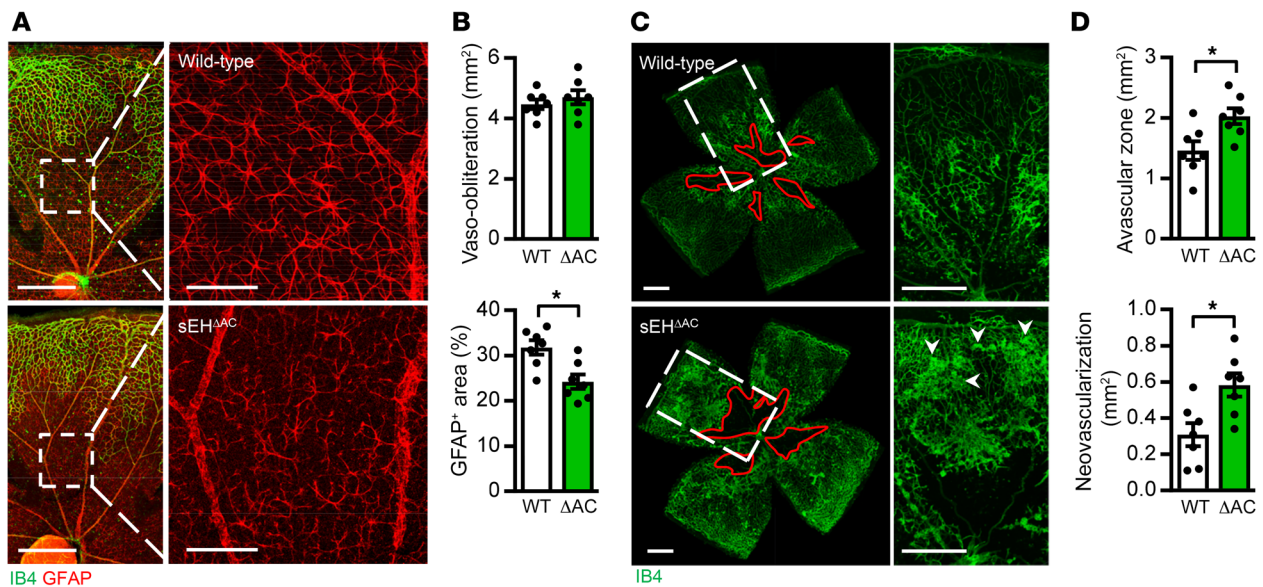 A
Wild-type
sEHΔAC
IB4 GFAP
B
Vaso-obliteration (mm²)
6
4
2
0
WT ΔAC
GFAP⁺ area (%)
*
40
30
20
10
0
WT ΔAC
C
Wild-type
sEHΔAC
IB4
D
Avascular zone (mm²)
*
3
2
1
0
WT ΔAC
Neovascularization
(mm²)
*
1.0
0.8
0.6
0.4
0.2
0.0
WT ΔAC